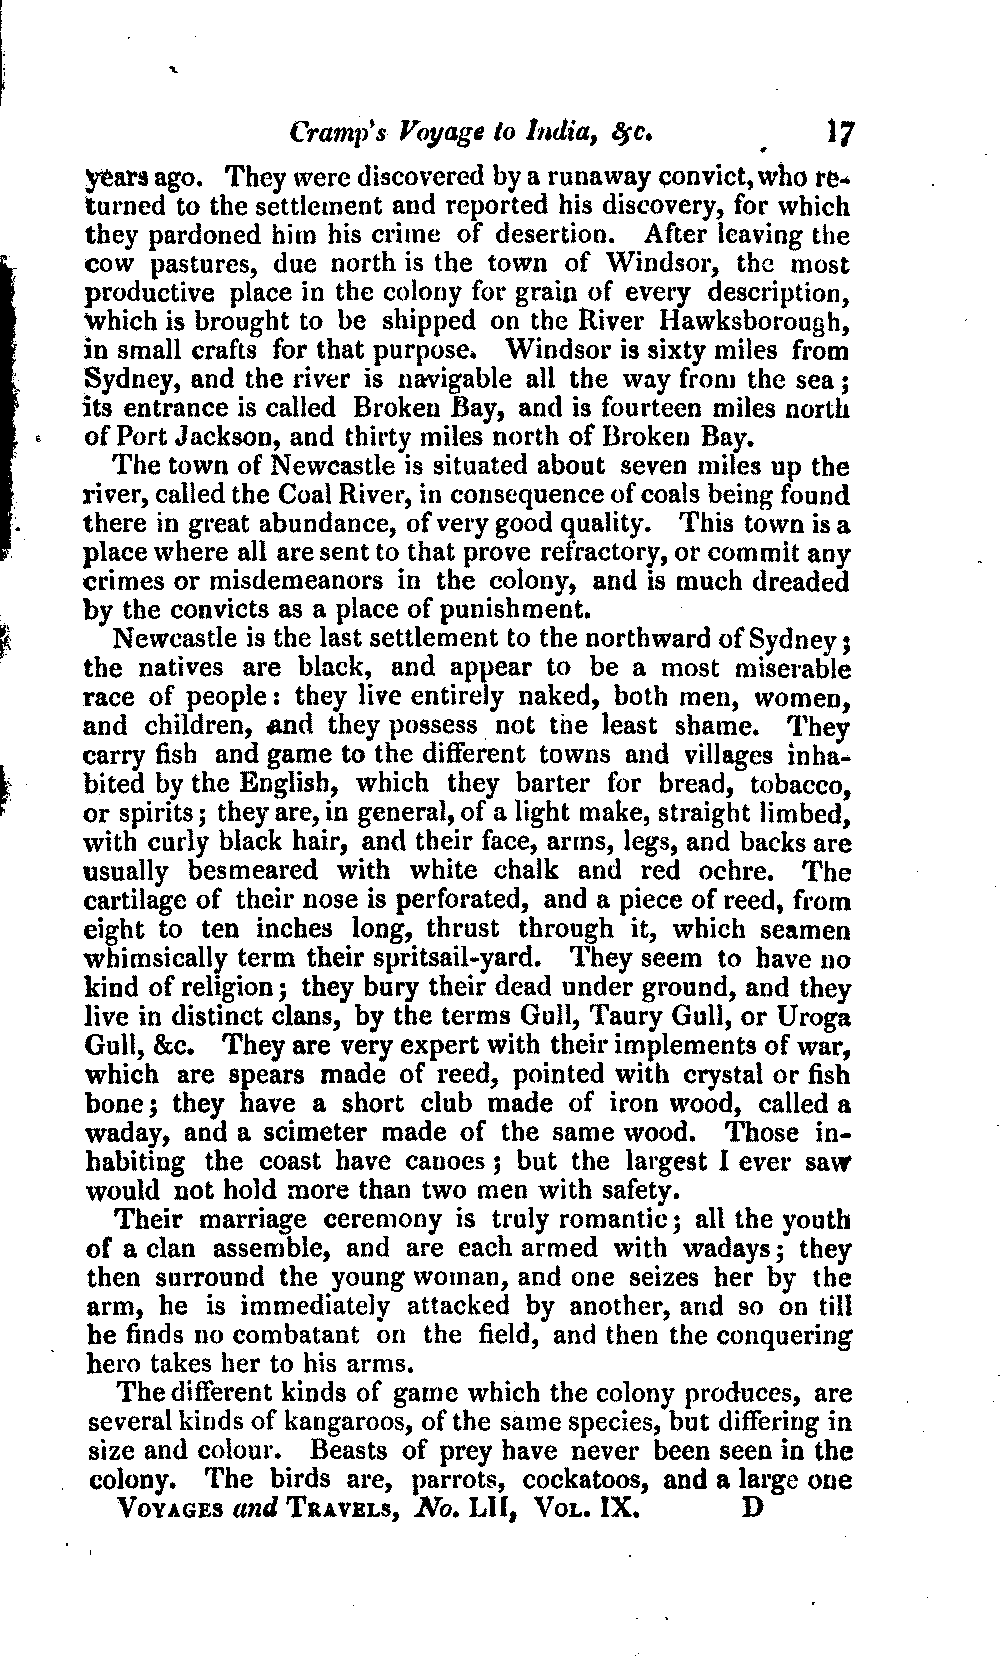 Cramp's Voyage to India, &c. 17
years ago. They were discovered by a runaway convict, who re-
turned to the settlement and reported his discovery, for which
they pardoned him his crime of desertion. After leaving the
cow pastures, due north is the town of Windsor, the most
productive place in the colony for grain of every description,
which is brought to be shipped on the River Hawksborough,
in small crafts for that purpose. Windsor is sixty miles from
Sydney, and the river is navigable all the way from the sea;
its entrance is called Broken Bay, and is fourteen miles north
of Port Jackson, and thirty miles north of Broken Bay.
The town of Newcastle is situated about seven miles up the
river, called the Coal River, in consequence of coals being found
there in great abundance, of very good quality. This town is a
place where all are sent to that prove refractory, or commit any
crimes or misdemeanors in the colony, and is much dreaded
by the convicts as a place of punishment.
Newcastle is the last settlement to the northward of Sydney;
the natives are black, and appear to be a most miserable
race of people: they live entirely naked, both men, women,
and children, and they possess not the least shame. They
carry fish and game to the different towns and villages inha-
bited by the English, which they barter for bread, tobacco,
or spirits; they are, in general, of a light make, straight limbed,
with curly black hair, and their face, arms, legs, and backs are
usually besmeared with white chalk and red ochre. The
cartilage of their nose is perforated, and a piece of reed, from
eight to ten inches long, thrust through it, which seamen
whimsically term their spritsail-yard. They seem to have no
kind of religion; they bury their dead under ground, and they
live in distinct clans, by the terms Gull, Taury Gull, or Uroga
Gull, &c. They are very expert with their implements of war,
which are spears made of reed, pointed with crystal or fish
bone; they have a short club made of iron wood, called a
waday, and a scimeter made of the same wood. Those in-
habiting the coast have canoes; but the largest I ever saw
would not hold more than two men with safety.
Their marriage ceremony is truly romantic; all the youth
of a clan assemble, and are each armed with wadays; they
then surround the young woman, and one seizes her by the
arm, he is immediately attacked by another, and so on till
he finds no combatant on the field, and then the conquering
hero takes her to his arms.
The different kinds of game which the colony produces, are
several kinds of kangaroos, of the same species, but differing in
size and colour. Beasts of prey have never been seen in the
colony. The birds are, parrots, cockatoos, and a large one
VOYAGES and TRAVELS, No. LII, VOL. IX. D